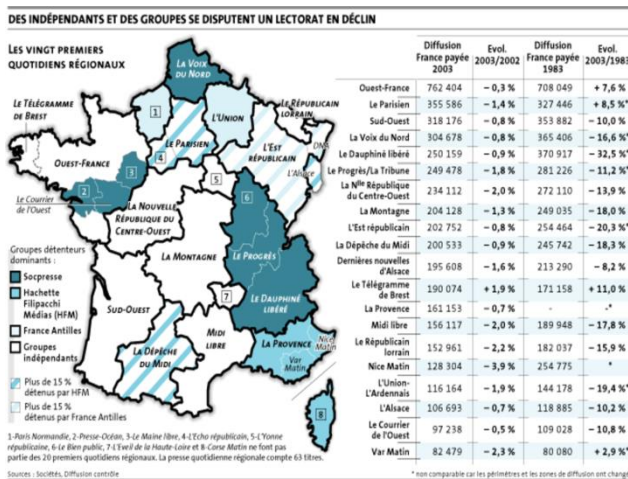 DES INDÉPENDANTS ET DES GROUPES SE DISPUTENT UN LECTORAT EN DÉCLIN
LES VINGT PREMIERS
QUOTIDIENS RÉGIONAUX
LA VOIX
DU NORD
LE TÉLÉGRAMME
DE BREST
1
L'UNION
LE RÉPUBLICAIN
LORRAIN
LE PARISIEN
4
L'EST
RÉPUBLICAIN
DNA
L'Alsace
OUEST-FRANCE
3
2
5
6
Le Courrier
de l'Ouest
LA NOUVELLE
RÉPUBLIQUE DU
CENTRE-OUEST
LE PROGRÈS
LA MONTAGNE
LE DAUPHINÉ
LIBÉRÉ
7
SUD-OUEST
LA DÉPÊCHE
DU MIDI
MIDI
LIBRE
LA PROVENCE
Nice
Matin
Var
Matin
8
Groupes détenteurs
dominants :
Socpresse
Hachette
Filipacchi
Médias (HFM)
France Antilles
Groupes
indépendants
Plus de 15 %
détenus par HFM
Plus de 15 %
détenus par France Antilles
1-Paris Normandie, 2-Presse-Océan, 3-Le Maine libre, 4-L'Echo républicain, 5-L'Yonne
républicaine, 6-Le Bien public, 7-L'Eveil de la Haute-Loire et 8-Corse Matin ne font pas
partie des 20 premiers quotidiens régionaux. La presse quotidienne régionale compte 63 titres.
Sources : Sociétés, Diffusion contrôle
Diffusion France payée 2003 Evol. 2003/2002 Diffusion France payée 1983 Evol. 2003/1983
Ouest-France 762 404 – 0,3 % 708 049 + 7,6 %
Le Parisien 355 586 – 1,4 % 327 446 + 8,5 %*
Sud-Ouest 318 176 – 0,8 % 353 882 – 10,0 %
La Voix du Nord 304 678 – 0,8 % 365 406 – 16,6 %*
Le Dauphiné libéré 250 159 – 0,9 % 370 917 – 32,5 %*
Le Progrès/La Tribune 249 478 – 1,8 % 281 226 – 11,2 %*
La Nlle République
du Centre-Ouest 234 112 – 2,0 % 272 110 – 13,9 %
La Montagne 204 128 – 1,3 % 249 035 – 18,0 %
L'Est républicain 202 752 – 0,8 % 254 464 – 20,3 %*
La Dépêche du Midi 200 533 – 0,9 % 245 742 – 18,3 %
Dernières nouvelles
d'Alsace 195 608 – 1,6 % 213 290 – 8,2 %
Le Télégramme
de Brest 190 074 + 1,9 % 171 158 + 11,0 %
La Provence 161 153 – 0,7 % - -*
Midi libre 156 117 – 2,0 % 189 948 – 17,8 %
Le Républicain
lorrain 152 961 – 2,2 % 182 037 – 15,9 %
Nice Matin 128 304 – 3,9 % 254 775 *
L'Union-
L'Ardennais 116 164 – 1,9 % 144 178 – 19,4 %*
L'Alsace 106 693 – 0,7 % 118 885 – 10,2 %
Le Courrier
de l'Ouest 97 238 – 0,5 % 109 028 – 10,8 %
Var Matin 82 479 – 2,3 % 80 080 + 2,9 %*
* non comparable car les périmètres et les zones de diffusion ont changé